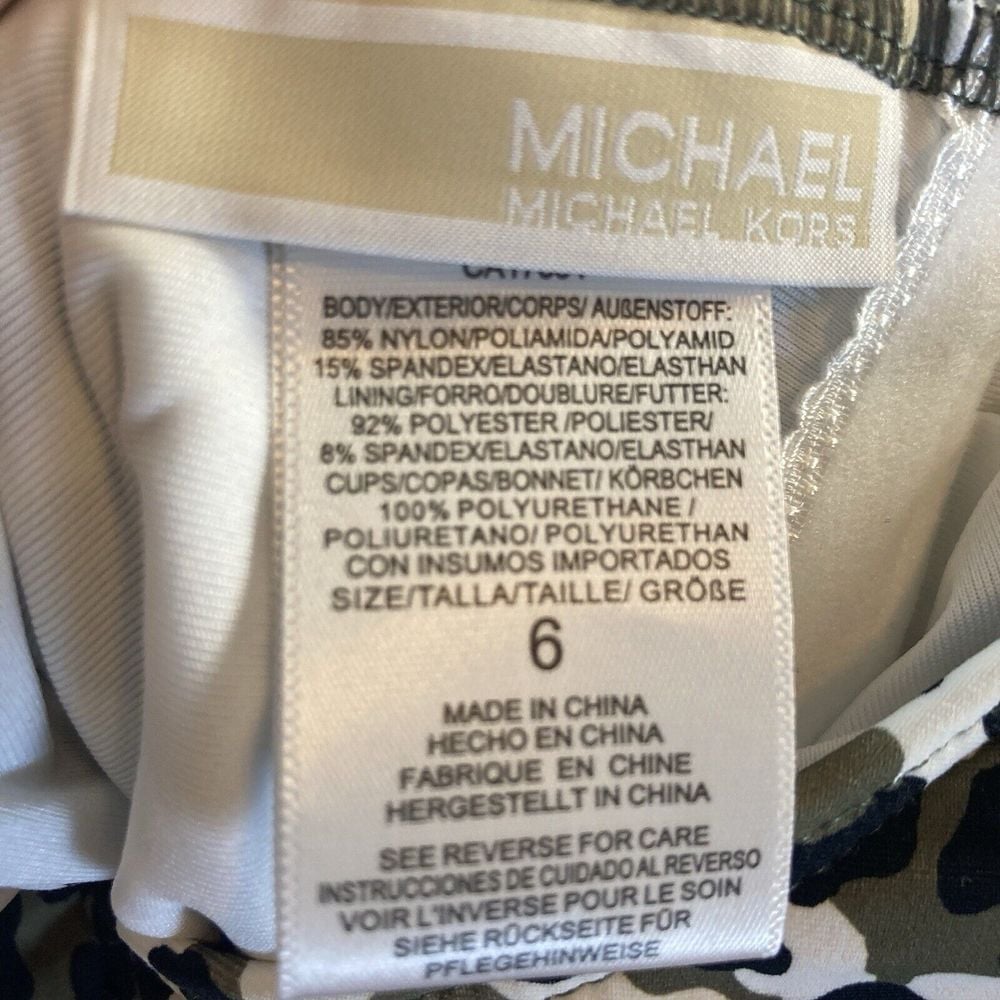 MICHAEL
MICHAEL KORS
BODY/EXTERIOR/CORPS/ AUßENSTOFF:
85% NYLON/POLIAMIDA/POLYAMID
15% SPANDEX/ELASTANO/ELASTHAN
LINING/FORRO/DOUBLURE/FUTTER:
92% POLYESTER /POLIESTER/
8% SPANDEX/ELASTANO/ELASTHAN
CUPS/COPAS/BONNET/ KÖRBCHEN
100% POLYURETHANE /
POLIURETANO/ POLYURETHAN
CON INSUMOS IMPORTADOS
SIZE/TALLA/TAILLE/ GRÖßE
6
MADE IN CHINA
HECHO EN CHINA
FABRIQUE EN CHINE
HERGESTELLT IN CHINA
SEE REVERSE FOR CARE
INSTRUCCIONES DE CUIDADO AL REVERSO
VOIR L'INVERSE POUR LE SOIN
SIEHE RÜCKSEITE FÜR
PFLEGEHINWEISE